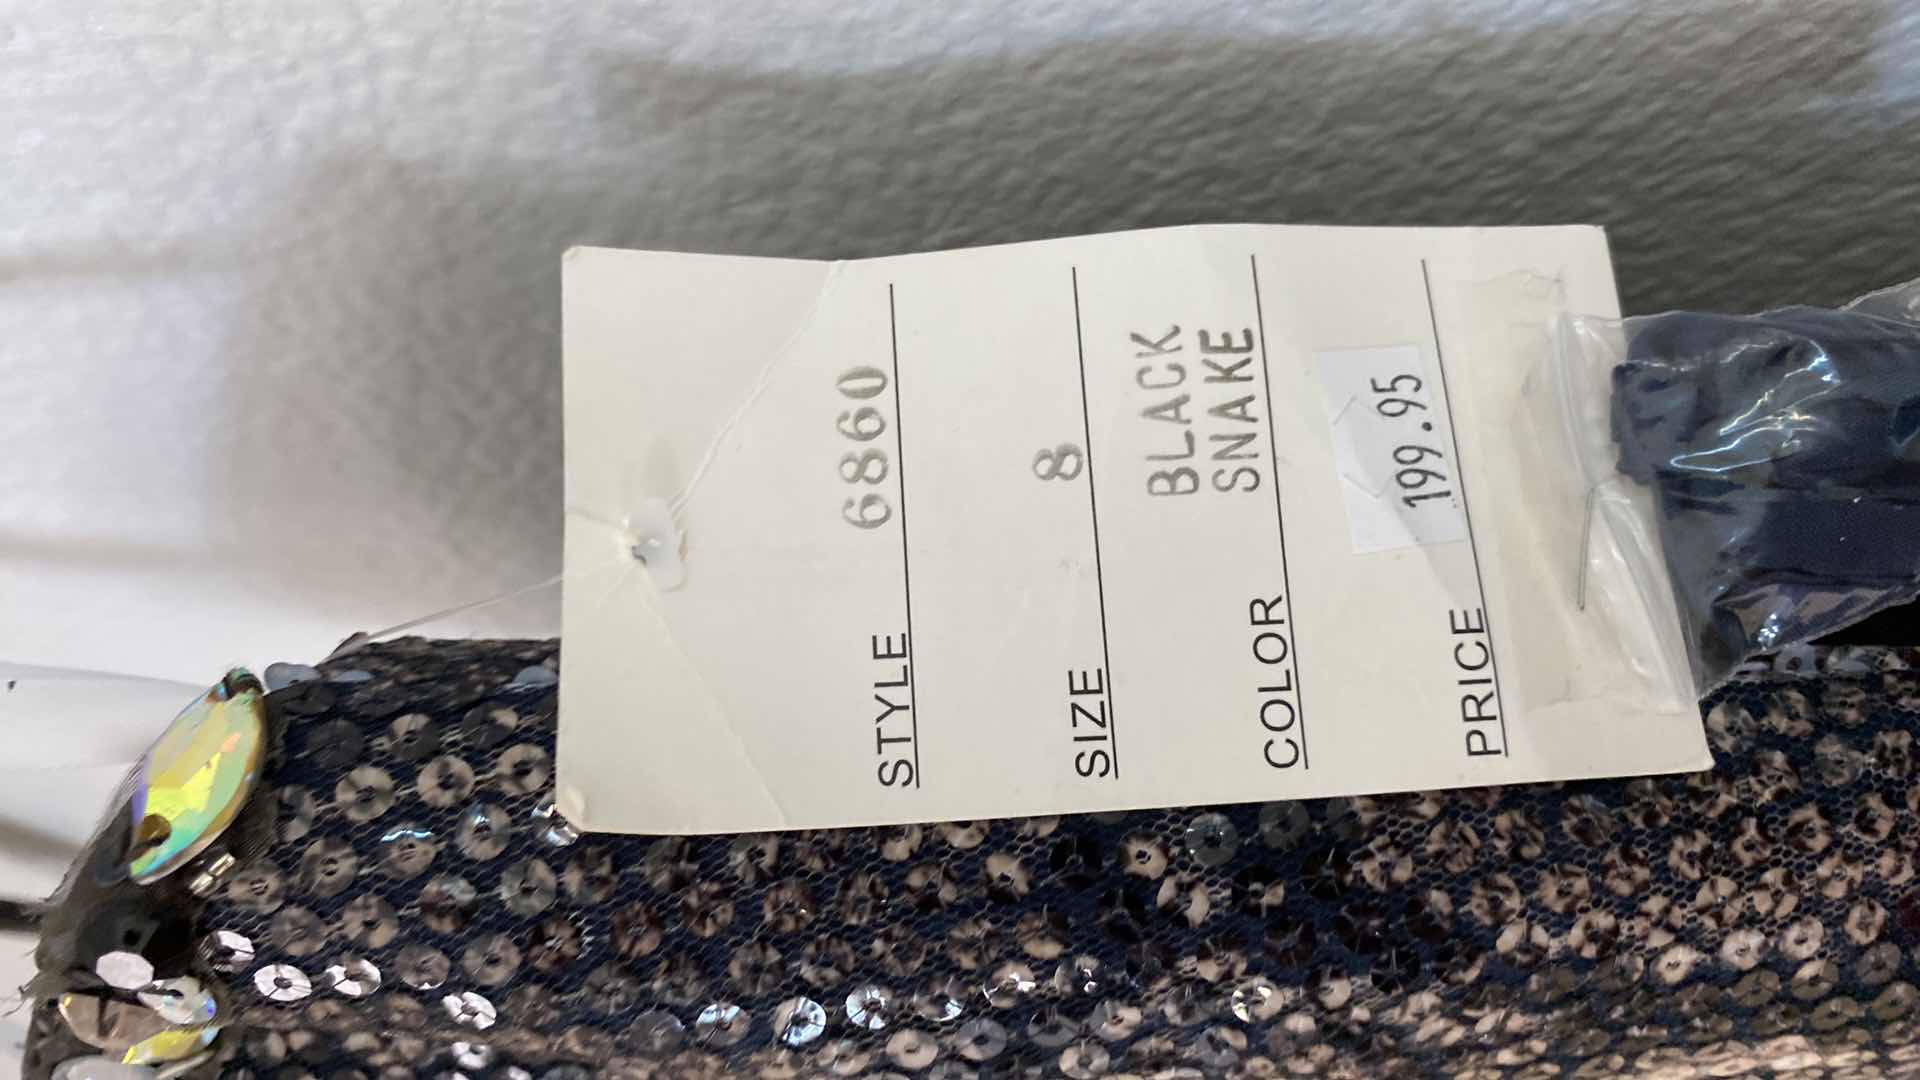 STYLE 6860
SIZE 8
BLACK
COLOR SNAKE
PRICE 199.95